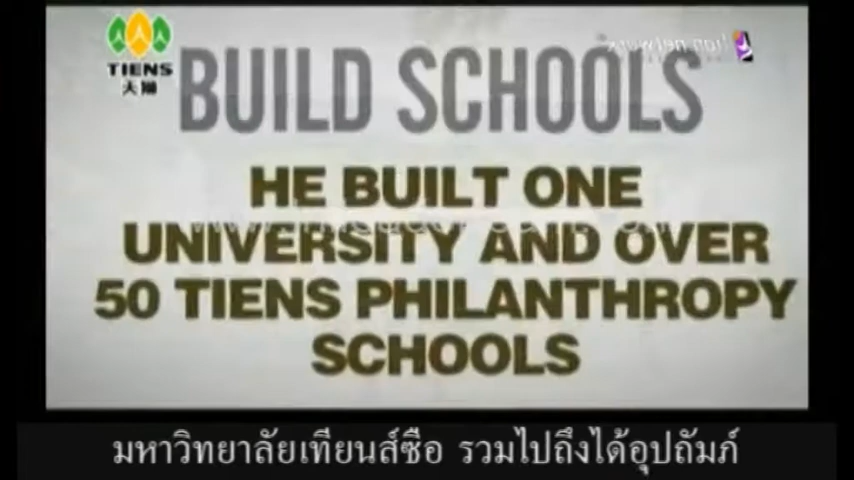 TIENS
天狮
BUILD SCHOOLS
HE BUILT ONE
UNIVERSITY AND OVER
50 TIENS PHILANTHROPY
SCHOOLS
มหาวิทยาลัยเทียนส์ซือ รวมไปถึงได้อุปถัมภ์